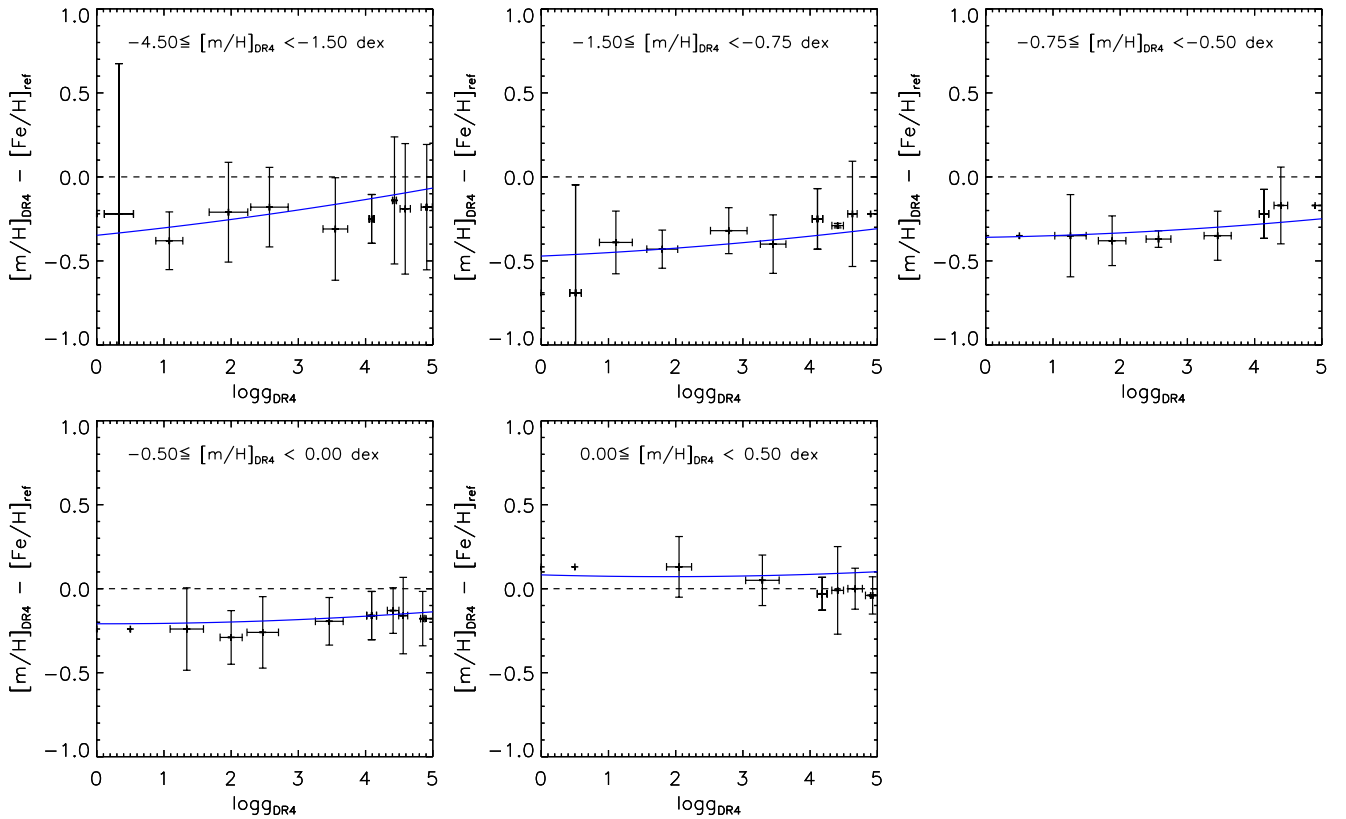 −4.50≦ [m/H]DR4 <−1.50 dex
1.0
0.5
0.0
−0.5
−1.0
[m/H]DR4 − [Fe/H]ref
0 1 2 3 4 5
loggDR4
−1.50≦ [m/H]DR4 <−0.75 dex
1.0
0.5
0.0
−0.5
−1.0
[m/H]DR4 − [Fe/H]ref
0 1 2 3 4 5
loggDR4
−0.75≦ [m/H]DR4 <−0.50 dex
1.0
0.5
0.0
−0.5
−1.0
[m/H]DR4 − [Fe/H]ref
0 1 2 3 4 5
loggDR4
−0.50≦ [m/H]DR4 < 0.00 dex
1.0
0.5
0.0
−0.5
−1.0
[m/H]DR4 − [Fe/H]ref
0 1 2 3 4 5
loggDR4
0.00≦ [m/H]DR4 < 0.50 dex
1.0
0.5
0.0
−0.5
−1.0
[m/H]DR4 − [Fe/H]ref
0 1 2 3 4 5
loggDR4